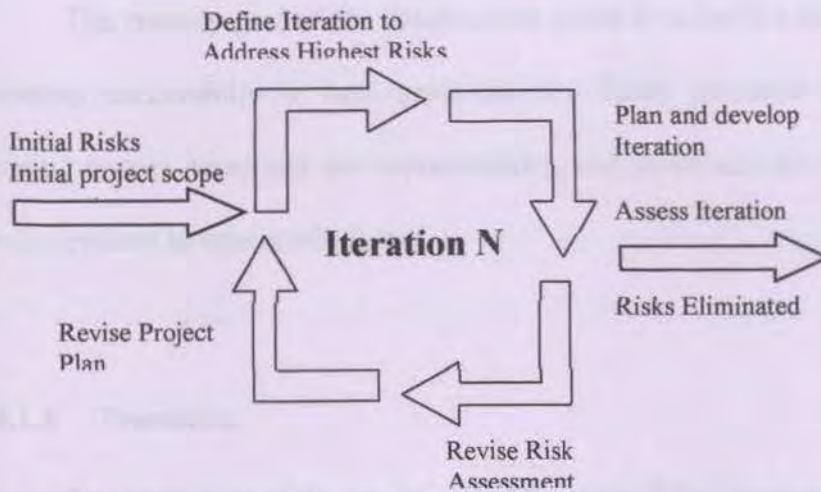 Define Iteration to
Address Highest Risks
Initial Risks
Initial project scope
Plan and develop
Iteration
Iteration N
Assess Iteration
Risks Eliminated
Revise Project
Plan
Revise Risk
Assessment